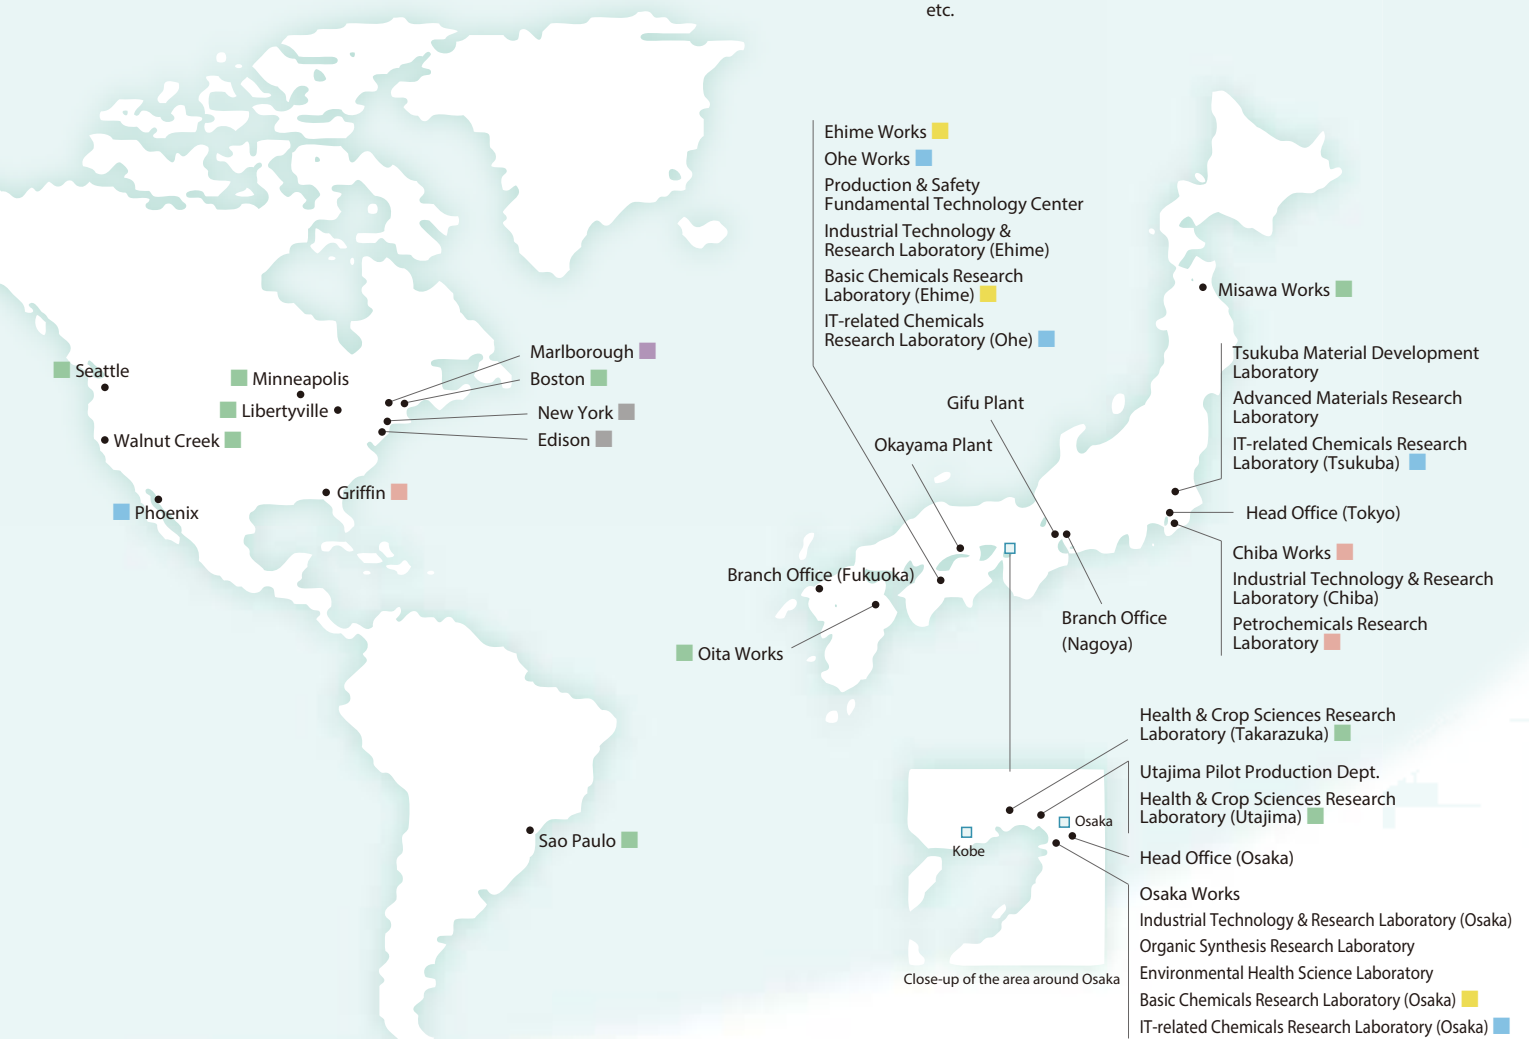 etc.
Ehime Works
Ohe Works
Production & Safety
Fundamental Technology Center
Industrial Technology &
Research Laboratory (Ehime)
Basic Chemicals Research
Laboratory (Ehime)
IT-related Chemicals
Research Laboratory (Ohe)
Misawa Works
Tsukuba Material Development
Laboratory
Advanced Materials Research
Laboratory
IT-related Chemicals Research
Laboratory (Tsukuba)
Head Office (Tokyo)
Chiba Works
Industrial Technology & Research
Laboratory (Chiba)
Petrochemicals Research
Laboratory
Gifu Plant
Okayama Plant
Branch Office (Fukuoka)
Oita Works
Branch Office
(Nagoya)
Seattle
Minneapolis
Libertyville
Walnut Creek
Phoenix
Marlborough
Boston
New York
Edison
Griffin
Sao Paulo
Health & Crop Sciences Research
Laboratory (Takarazuka)
Utajima Pilot Production Dept.
Health & Crop Sciences Research
Laboratory (Utajima)
Osaka
Kobe
Head Office (Osaka)
Osaka Works
Industrial Technology & Research Laboratory (Osaka)
Organic Synthesis Research Laboratory
Environmental Health Science Laboratory
Basic Chemicals Research Laboratory (Osaka)
IT-related Chemicals Research Laboratory (Osaka)
Close-up of the area around Osaka